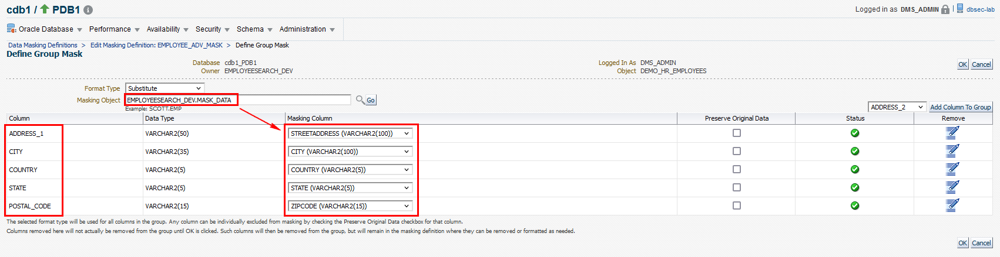 cdb1 / PDB1
Logged in as DMS_ADMIN dbsec-lab
Oracle Database Performance Availability Security Schema Administration
Data Masking Definitions > Edit Masking Definition: EMPLOYEE_ADV_MASK > Define Group Mask
Define Group Mask
Database cdb1_PDB1 Logged In As DMS_ADMIN
Owner EMPLOYEESEARCH_DEV Object DEMO_HR_EMPLOYEES
OK Cancel
Format Type Substitute
Masking Object EMPLOYEESEARCH_DEV.MASK_DATA Go
Example: SCOTT.EMP
ADDRESS_2 Add Column To Group
Column Data Type Masking Column Preserve Original Data Status Remove
ADDRESS_1 VARCHAR2(50) STREETADDRESS (VARCHAR2(100))
CITY VARCHAR2(35) CITY (VARCHAR2(100))
COUNTRY VARCHAR2(5) COUNTRY (VARCHAR2(5))
STATE VARCHAR2(5) STATE (VARCHAR2(5))
POSTAL_CODE VARCHAR2(15) ZIPCODE (VARCHAR2(15))
The selected format type will be used for all columns in the group. Any column can be individually excluded from masking by checking the Preserve Original Data checkbox for that column.
Columns removed here will not actually be removed from the group until OK is clicked. Such columns will then be removed from the group, but will remain in the masking definition where they can be removed or formatted as needed.
OK Cancel